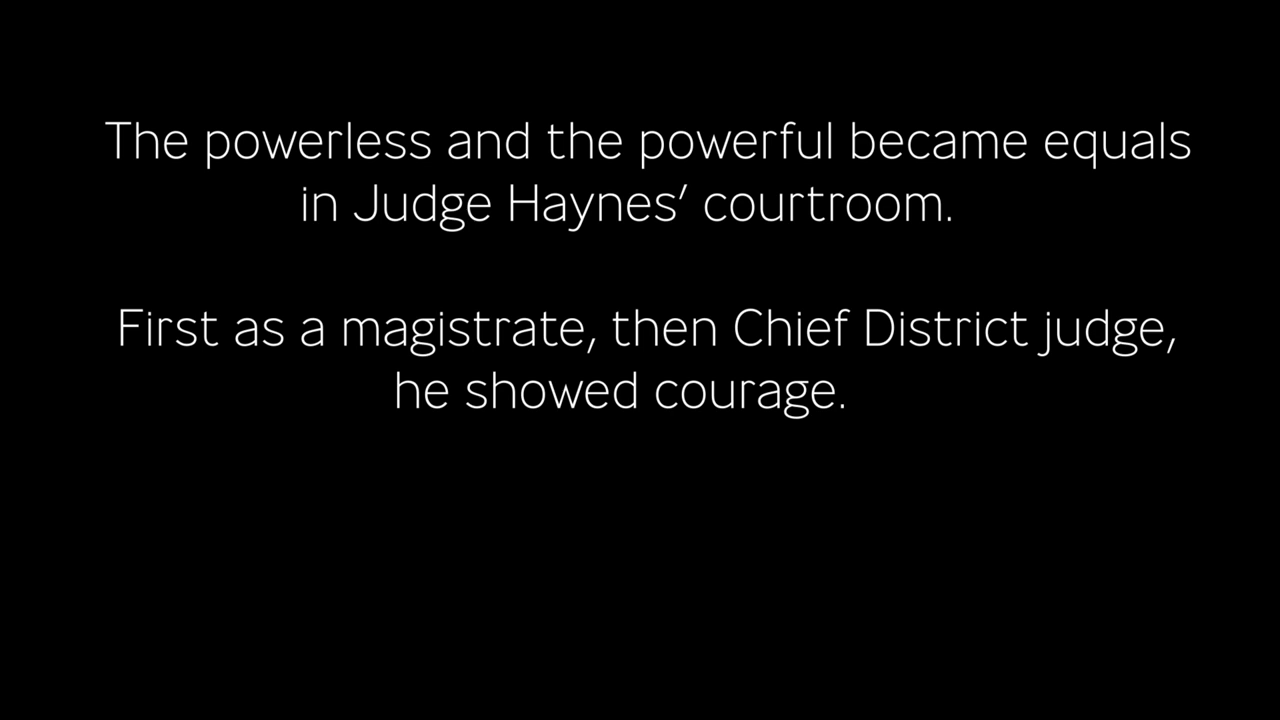 The powerless and the powerful became equals
in Judge Haynes’ courtroom.
First as a magistrate, then Chief District judge,
he showed courage.